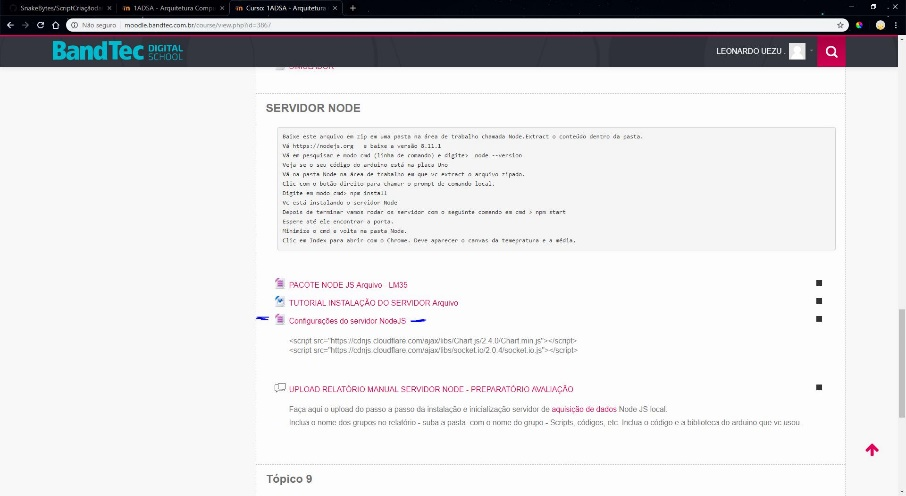 SnakeBytes/ScriptCriaçãod
1ADSA - Arquitetura Comp
Curso: 1ADSA - Arquitetura
Não seguro
moodle.bandtec.com.br/course/view.php?id=3067
BandTec DIGITAL SCHOOL
LEONARDO UEZU .
SIMULADOR
SERVIDOR NODE
Baixe este arquivo em zip em uma pasta na área de trabalho chamada Node.Extract o conteúdo dentro da pasta.
Vá https://nodejs.org e baixe a versão 8.11.1
Vá em pesquisar e modo cmd (linha de comando) e digite> node --version
Veja se o seu código do arduino está na placa Uno
Vá na pasta Node na área de trabalho em que vc extract o arquivo zipado.
Clic com o botão direito para chamar o prompt de comando local.
Digite em modo cmd> npm install
Vc está instalando o servidor Node
Depois de terminar vamos rodar os servidor com o seguinte comando em cmd > npm start
Espere até ele encontrar a porta.
Minimize o cmd e volta na pasta Node.
Clic em Index para abrir com o Chrome. Deve aparecer o canvas da temepratura e a média.
PACOTE NODE JS Arquivo - LM35
TUTORIAL INSTALAÇÃO DO SERVIDOR Arquivo
Configurações do servidor NodeJS
<script src="https://cdnjs.cloudflare.com/ajax/libs/Chart.js/2.4.0/Chart.min.js"></script>
<script src="https://cdnjs.cloudflare.com/ajax/libs/socket.io/2.0.4/socket.io.js"></script>
UPLOAD RELATÓRIO MANUAL SERVIDOR NODE - PREPARATÓRIO AVALIAÇÃO
Faça aqui o upload do passo a passo da instalação e inicialização servidor de aquisição de dados Node JS local.
Inclua o nome dos grupos no relatório - suba a pasta com o nome do grupo - Scripts, códigos, etc. Inclua o código e a biblioteca do arduino que vc usou.
Tópico 9